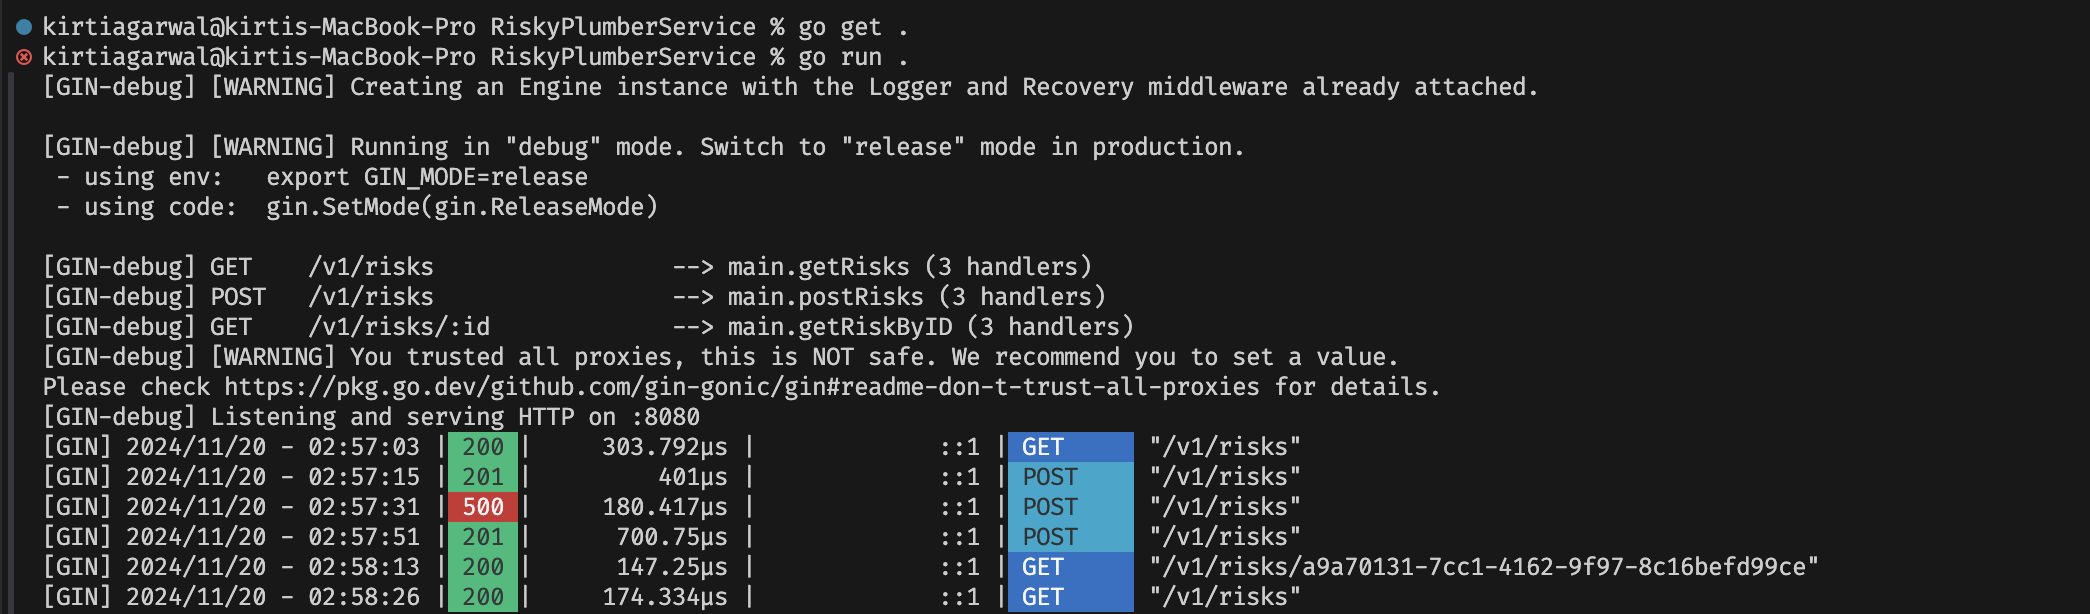 kirtiagarwal@kirtis-MacBook-Pro RiskyPlumberService % go get .
kirtiagarwal@kirtis-MacBook-Pro RiskyPlumberService % go run .
[GIN-debug] [WARNING] Creating an Engine instance with the Logger and Recovery middleware already attached.

[GIN-debug] [WARNING] Running in "debug" mode. Switch to "release" mode in production.
 - using env:   export GIN_MODE=release
 - using code:  gin.SetMode(gin.ReleaseMode)

[GIN-debug] GET    /v1/risks                 --> main.getRisks (3 handlers)
[GIN-debug] POST   /v1/risks                 --> main.postRisks (3 handlers)
[GIN-debug] GET    /v1/risks/:id             --> main.getRiskByID (3 handlers)
[GIN-debug] [WARNING] You trusted all proxies, this is NOT safe. We recommend you to set a value.
Please check https://pkg.go.dev/github.com/gin-gonic/gin#readme-don-t-trust-all-proxies for details.
[GIN-debug] Listening and serving HTTP on :8080
[GIN] 2024/11/20 - 02:57:03 | 200 |     303.792µs |             ::1 | GET      "/v1/risks"
[GIN] 2024/11/20 - 02:57:15 | 201 |         401µs |             ::1 | POST     "/v1/risks"
[GIN] 2024/11/20 - 02:57:31 | 500 |     180.417µs |             ::1 | POST     "/v1/risks"
[GIN] 2024/11/20 - 02:57:51 | 201 |      700.75µs |             ::1 | POST     "/v1/risks"
[GIN] 2024/11/20 - 02:58:13 | 200 |      147.25µs |             ::1 | GET      "/v1/risks/a9a70131-7cc1-4162-9f97-8c16befd99ce"
[GIN] 2024/11/20 - 02:58:26 | 200 |     174.334µs |             ::1 | GET      "/v1/risks"